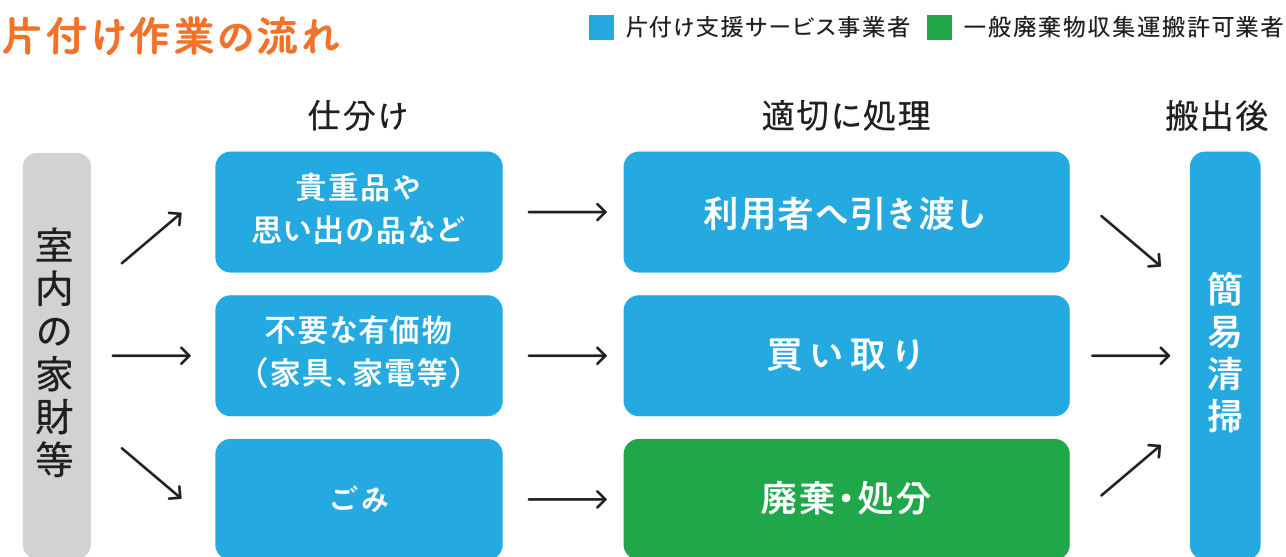 片付け作業の流れ
片付け支援サービス事業者
一般廃棄物収集運搬許可業者
仕分け
適切に処理
搬出後
室内の家財等
貴重品や
思い出の品など
利用者へ引き渡し
不要な有価物
（家具、家電等）
買い取り
ごみ
廃棄・処分
簡易清掃